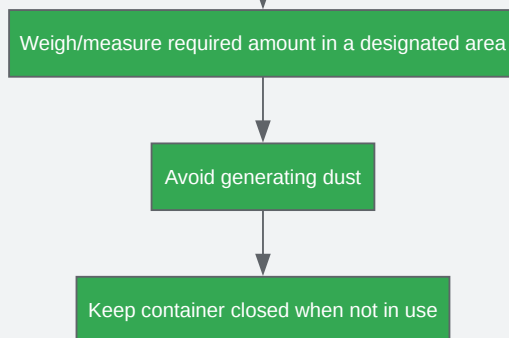 Weigh/measure required amount in a designated area
Avoid generating dust
Keep container closed when not in use